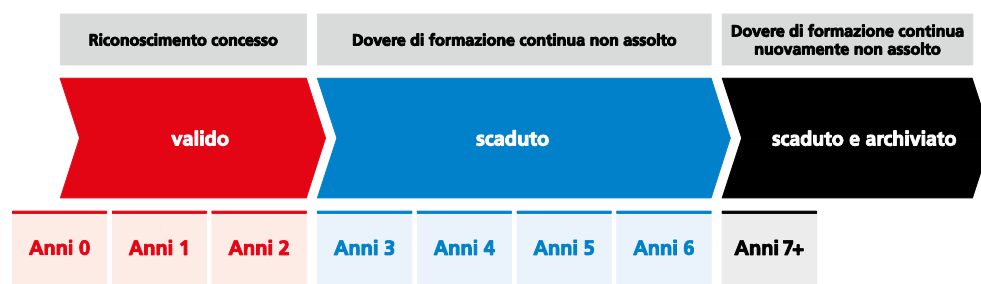 Riconoscimento concesso
Dovere di formazione continua non assolto
Dovere di formazione continua
nuovamente non assolto
valido
scaduto
scaduto e archiviato
Anni 0
Anni 1
Anni 2
Anni 3
Anni 4
Anni 5
Anni 6
Anni 7+